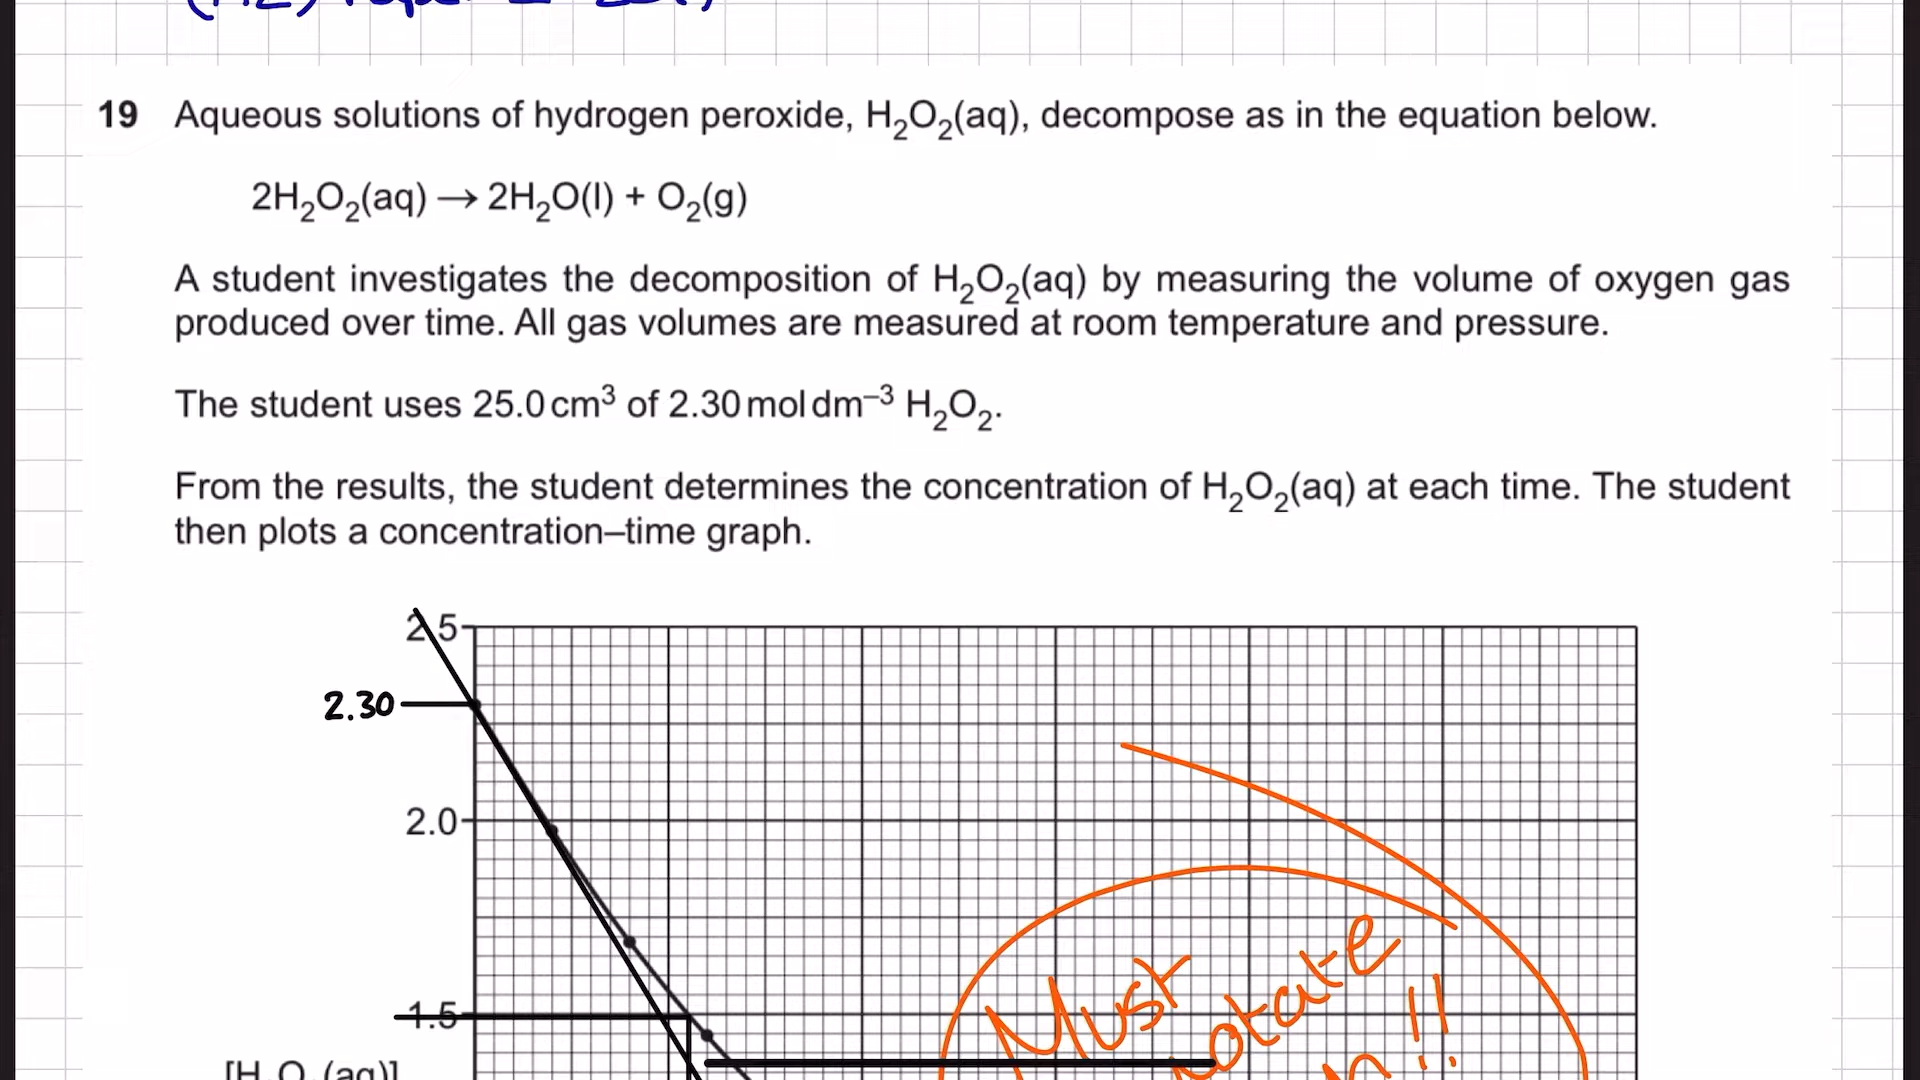 19 Aqueous solutions of hydrogen peroxide, H₂O₂(aq), decompose as in the equation below.
2H₂O₂(aq) → 2H₂O(l) + O₂(g)
A student investigates the decomposition of H₂O₂(aq) by measuring the volume of oxygen gas
produced over time. All gas volumes are measured at room temperature and pressure.
The student uses 25.0 cm³ of 2.30 mol dm⁻³ H₂O₂.
From the results, the student determines the concentration of H₂O₂(aq) at each time. The student
then plots a concentration–time graph.
2.5
2.30
2.0
Must
1.5
!!
[H₂O₂(aq)]